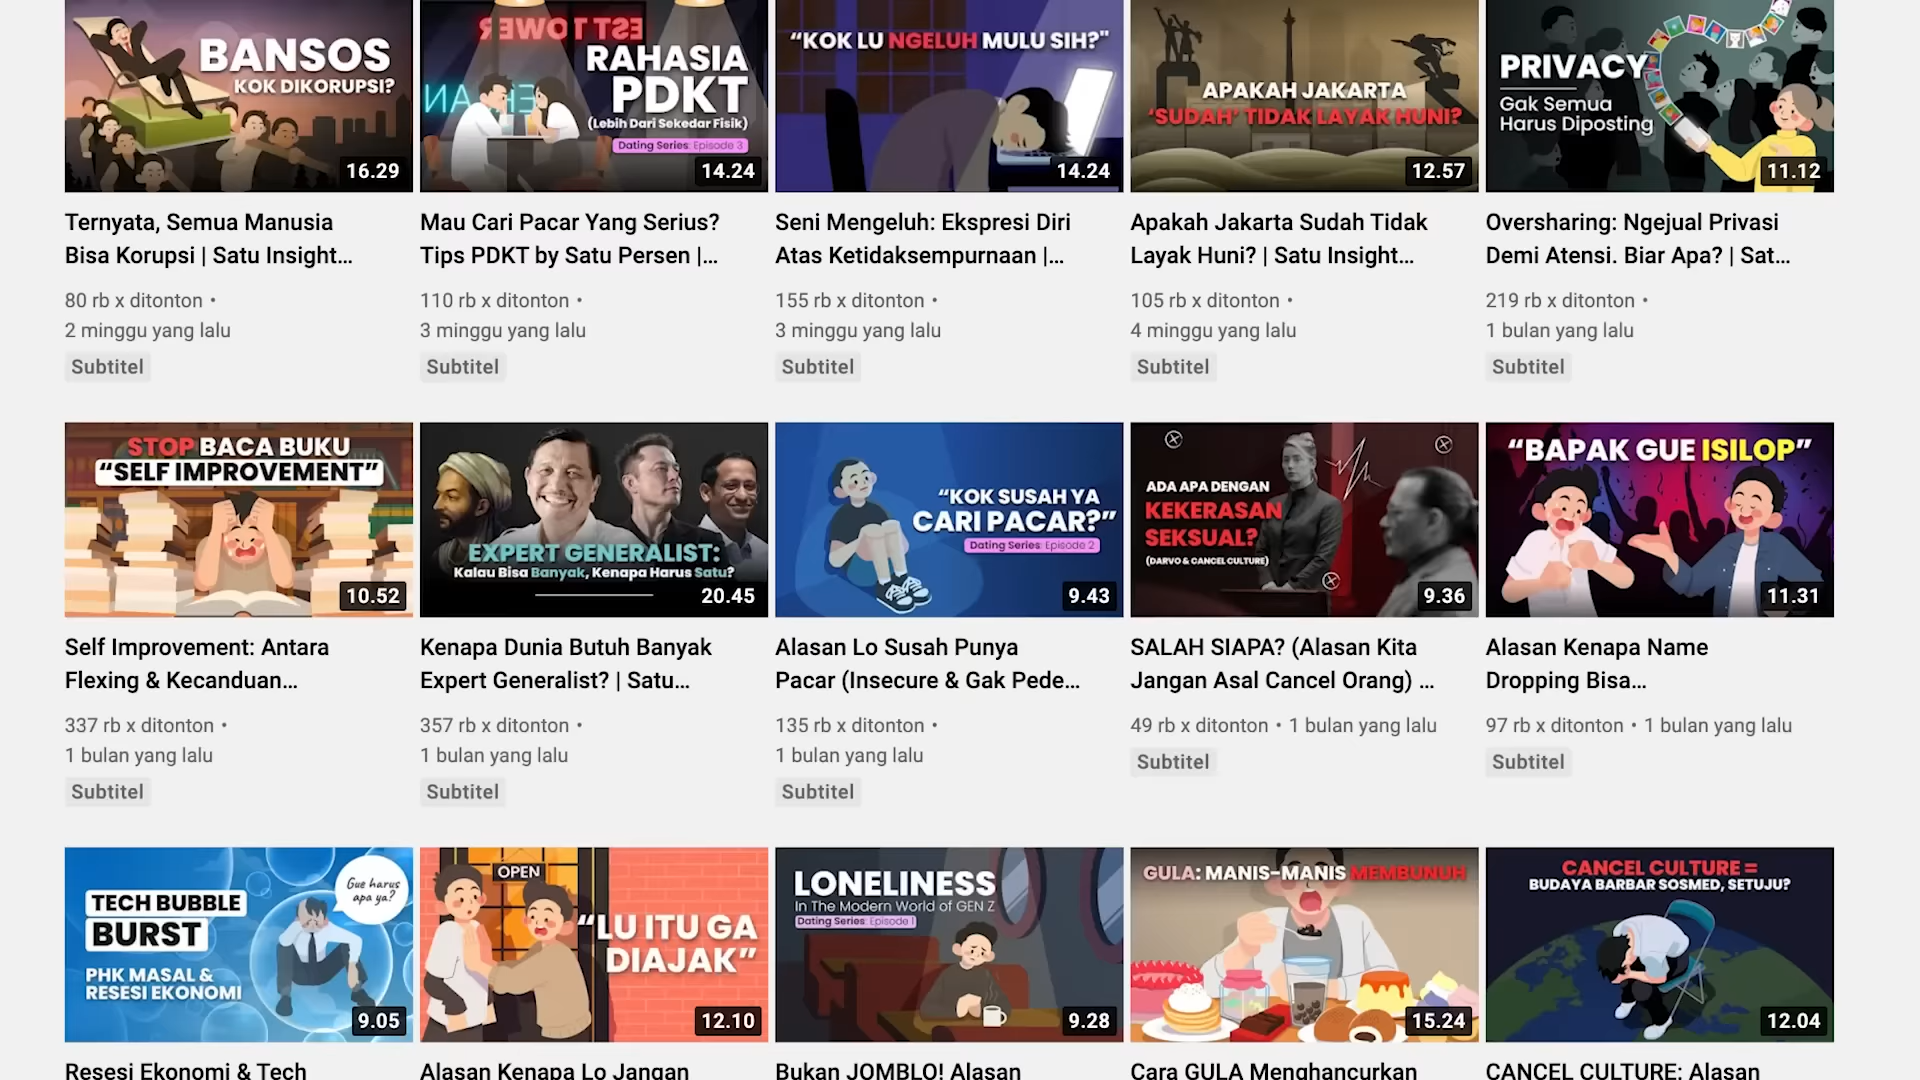 BANSOS
KOK DIKORUPSI?
16.29
EST TOWER
RAHASIA
PDKT
(Lebih Dari Sekedar Fisik)
Dating Series: Episode 3
14.24
“KOK LU NGELUH MULU SIH?"
14.24
APAKAH JAKARTA
‘SUDAH’ TIDAK LAYAK HUNI?
12.57
PRIVACY
Gak Semua
Harus Diposting
11.12
Ternyata, Semua Manusia
Bisa Korupsi | Satu Insight...
80 rb x ditonton •
2 minggu yang lalu
Subtitel
Mau Cari Pacar Yang Serius?
Tips PDKT by Satu Persen |...
110 rb x ditonton •
3 minggu yang lalu
Subtitel
Seni Mengeluh: Ekspresi Diri
Atas Ketidaksempurnaan |...
155 rb x ditonton •
3 minggu yang lalu
Subtitel
Apakah Jakarta Sudah Tidak
Layak Huni? | Satu Insight...
105 rb x ditonton •
4 minggu yang lalu
Subtitel
Oversharing: Ngejual Privasi
Demi Atensi. Biar Apa? | Sat...
219 rb x ditonton •
1 bulan yang lalu
Subtitel
STOP BACA BUKU
“SELF IMPROVEMENT”
10.52
EXPERT GENERALIST:
Kalau Bisa Banyak, Kenapa Harus Satu?
20.45
“KOK SUSAH YA
CARI PACAR?”
Dating Series: Episode 2
9.43
ADA APA DENGAN
KEKERASAN
SEKSUAL?
(DARVO & CANCEL CULTURE)
9.36
“BAPAK GUE ISILOP”
11.31
Self Improvement: Antara
Flexing & Kecanduan...
337 rb x ditonton •
1 bulan yang lalu
Subtitel
Kenapa Dunia Butuh Banyak
Expert Generalist? | Satu...
357 rb x ditonton •
1 bulan yang lalu
Subtitel
Alasan Lo Susah Punya
Pacar (Insecure & Gak Pede...
135 rb x ditonton •
1 bulan yang lalu
Subtitel
SALAH SIAPA? (Alasan Kita
Jangan Asal Cancel Orang) ...
49 rb x ditonton • 1 bulan yang lalu
Subtitel
Alasan Kenapa Name
Dropping Bisa...
97 rb x ditonton • 1 bulan yang lalu
Subtitel
TECH BUBBLE
BURST
PHK MASAL &
RESESI EKONOMI
Gue harus
apa ya?
9.05
OPEN
“LU ITU GA
DIAJAK”
12.10
LONELINESS
In The Modern World of GEN Z
Dating Series: Episode 1
9.28
GULA: MANIS-MANIS MEMBUNUH
15.24
CANCEL CULTURE =
BUDAYA BARBAR SOSMED, SETUJU?
12.04
Resesi Ekonomi & Tech
Alasan Kenapa Lo Jangan
Bukan JOMBLO! Alasan
Cara GULA Menghancurkan
CANCEL CULTURE: Alasan